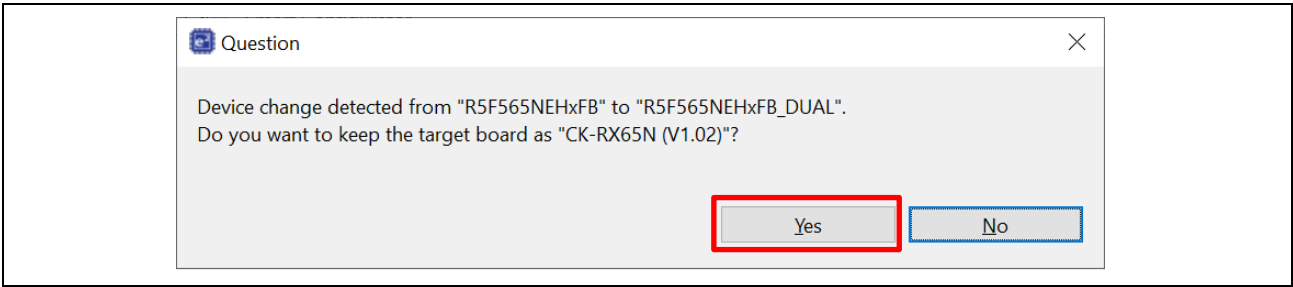 Question
Device change detected from "R5F565NEHxFB" to "R5F565NEHxFB_DUAL".
Do you want to keep the target board as "CK-RX65N (V1.02)"?
Yes
No